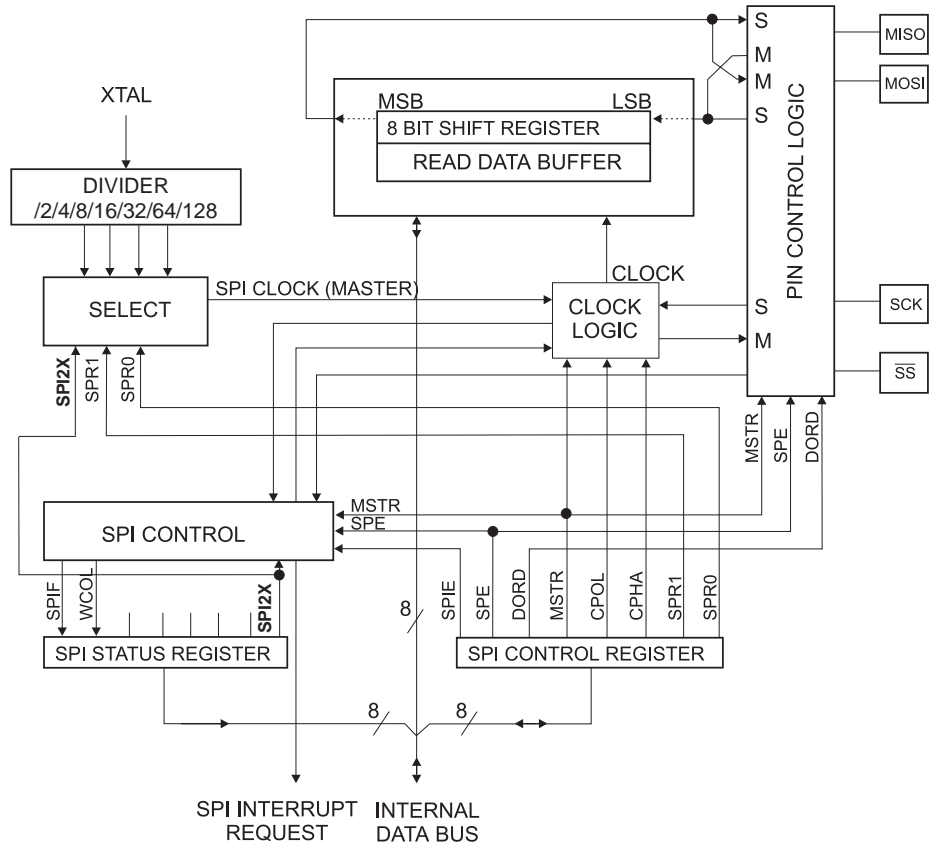 S
MISO
M
M
MOSI
S
PIN CONTROL LOGIC
XTAL
MSB
LSB
8 BIT SHIFT REGISTER
READ DATA BUFFER
DIVIDER
/2/4/8/16/32/64/128
SPI CLOCK (MASTER)
CLOCK
SELECT
CLOCK
LOGIC
S
M
SCK
SS
SPI2X
SPR1
SPR0
MSTR
SPE
DORD
SPI CONTROL
MSTR
SPE
SPIF
WCOL
SPI2X
8
SPIE
SPE
DORD
MSTR
CPOL
CPHA
SPR1
SPR0
SPI STATUS REGISTER
SPI CONTROL REGISTER
8
8
SPI INTERRUPT
REQUEST
INTERNAL
DATA BUS